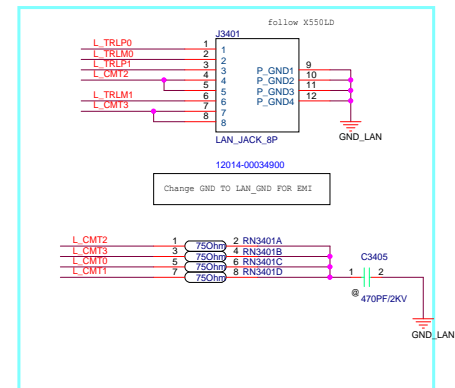 follow X550LD
J3401
L_TRLP0 1 1
L_TRLM0 2 2
L_TRLP1 3 3 P_GND1 9
L_CMT2 4 4 P_GND2 10
5 5 P_GND3 11
L_TRLM1 6 6 P_GND4 12
L_CMT3 7 7
8 8
GND_LAN
LAN_JACK_8P
12014-00034900
Change GND TO LAN_GND FOR EMI
L_CMT2 1 75Ohm 2 RN3401A
L_CMT3 3 75Ohm 4 RN3401B
L_CMT0 5 75Ohm 6 RN3401C
L_CMT1 7 75Ohm 8 RN3401D
C3405
1 2
@
470PF/2KV
GND_LAN